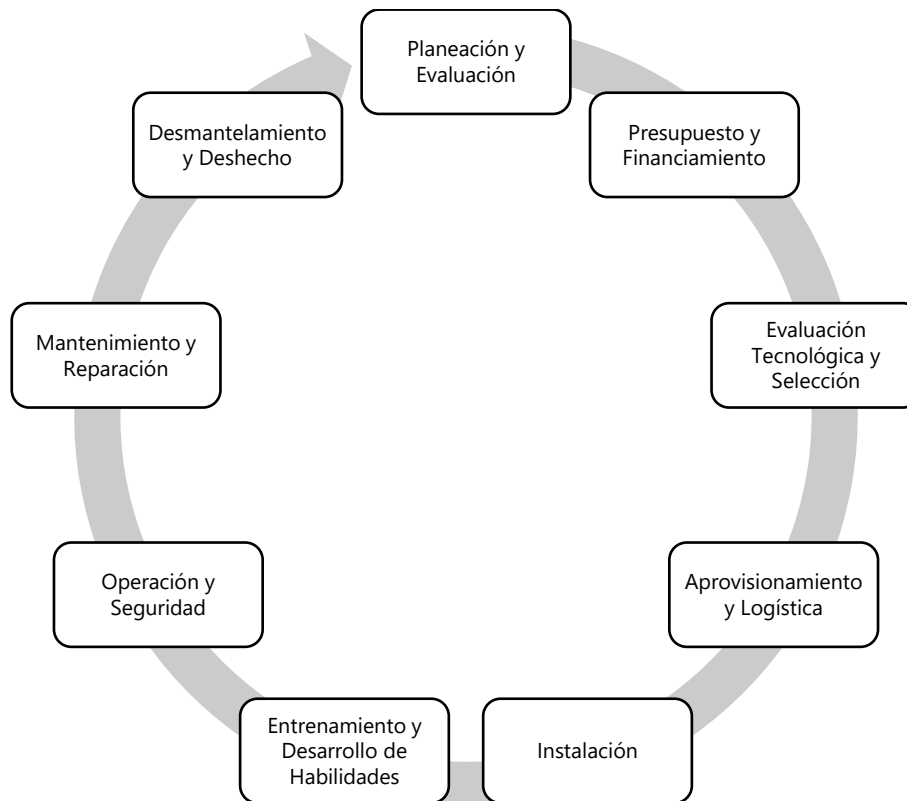 Planeación y
Evaluación
Presupuesto y
Financiamiento
Evaluación
Tecnológica y
Selección
Aprovisionamiento
y Logística
Instalación
Entrenamiento y
Desarrollo de
Habilidades
Operación y
Seguridad
Mantenimiento y
Reparación
Desmantelamiento
y Deshecho